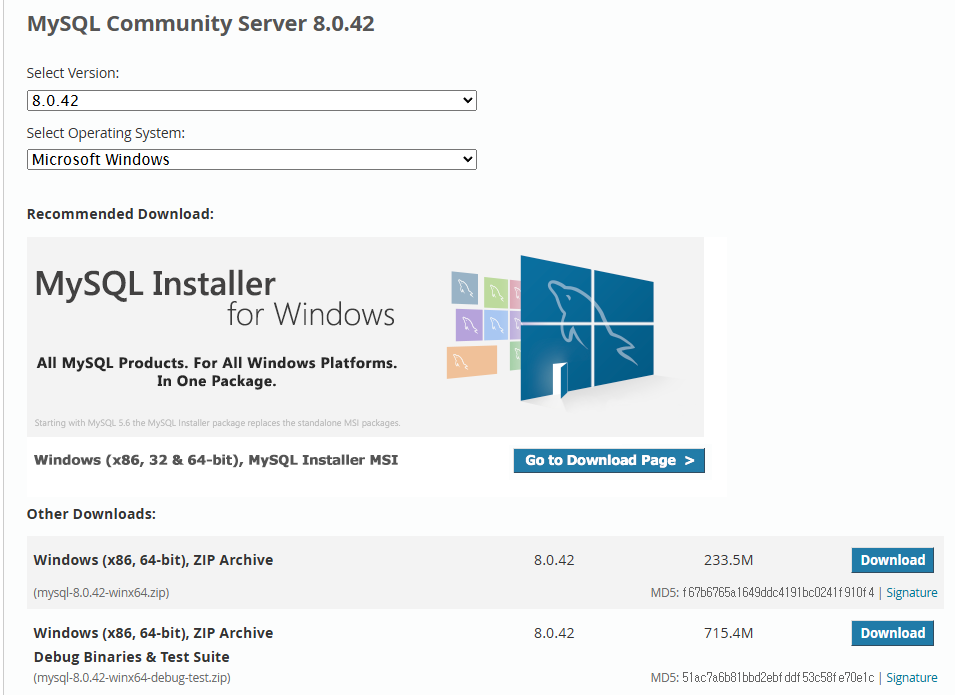 MySQL Community Server 8.0.42
Select Version:
8.0.42
Select Operating System:
Microsoft Windows
Recommended Download:
MySQL Installer
for Windows
All MySQL Products. For All Windows Platforms.
In One Package.
Starting with MySQL 5.6 the MySQL Installer package replaces the standalone MSI packages.
Windows (x86, 32 & 64-bit), MySQL Installer MSI
Go to Download Page >
Other Downloads:
Windows (x86, 64-bit), ZIP Archive 8.0.42 233.5M Download
(mysql-8.0.42-winx64.zip) MD5: f67b6765a1649ddc4191bc0241f910f4 | Signature
Windows (x86, 64-bit), ZIP Archive 8.0.42 715.4M Download
Debug Binaries & Test Suite
(mysql-8.0.42-winx64-debug-test.zip) MD5: 51ac7a6b81bbd2ebfddf53c58fe70e1c | Signature